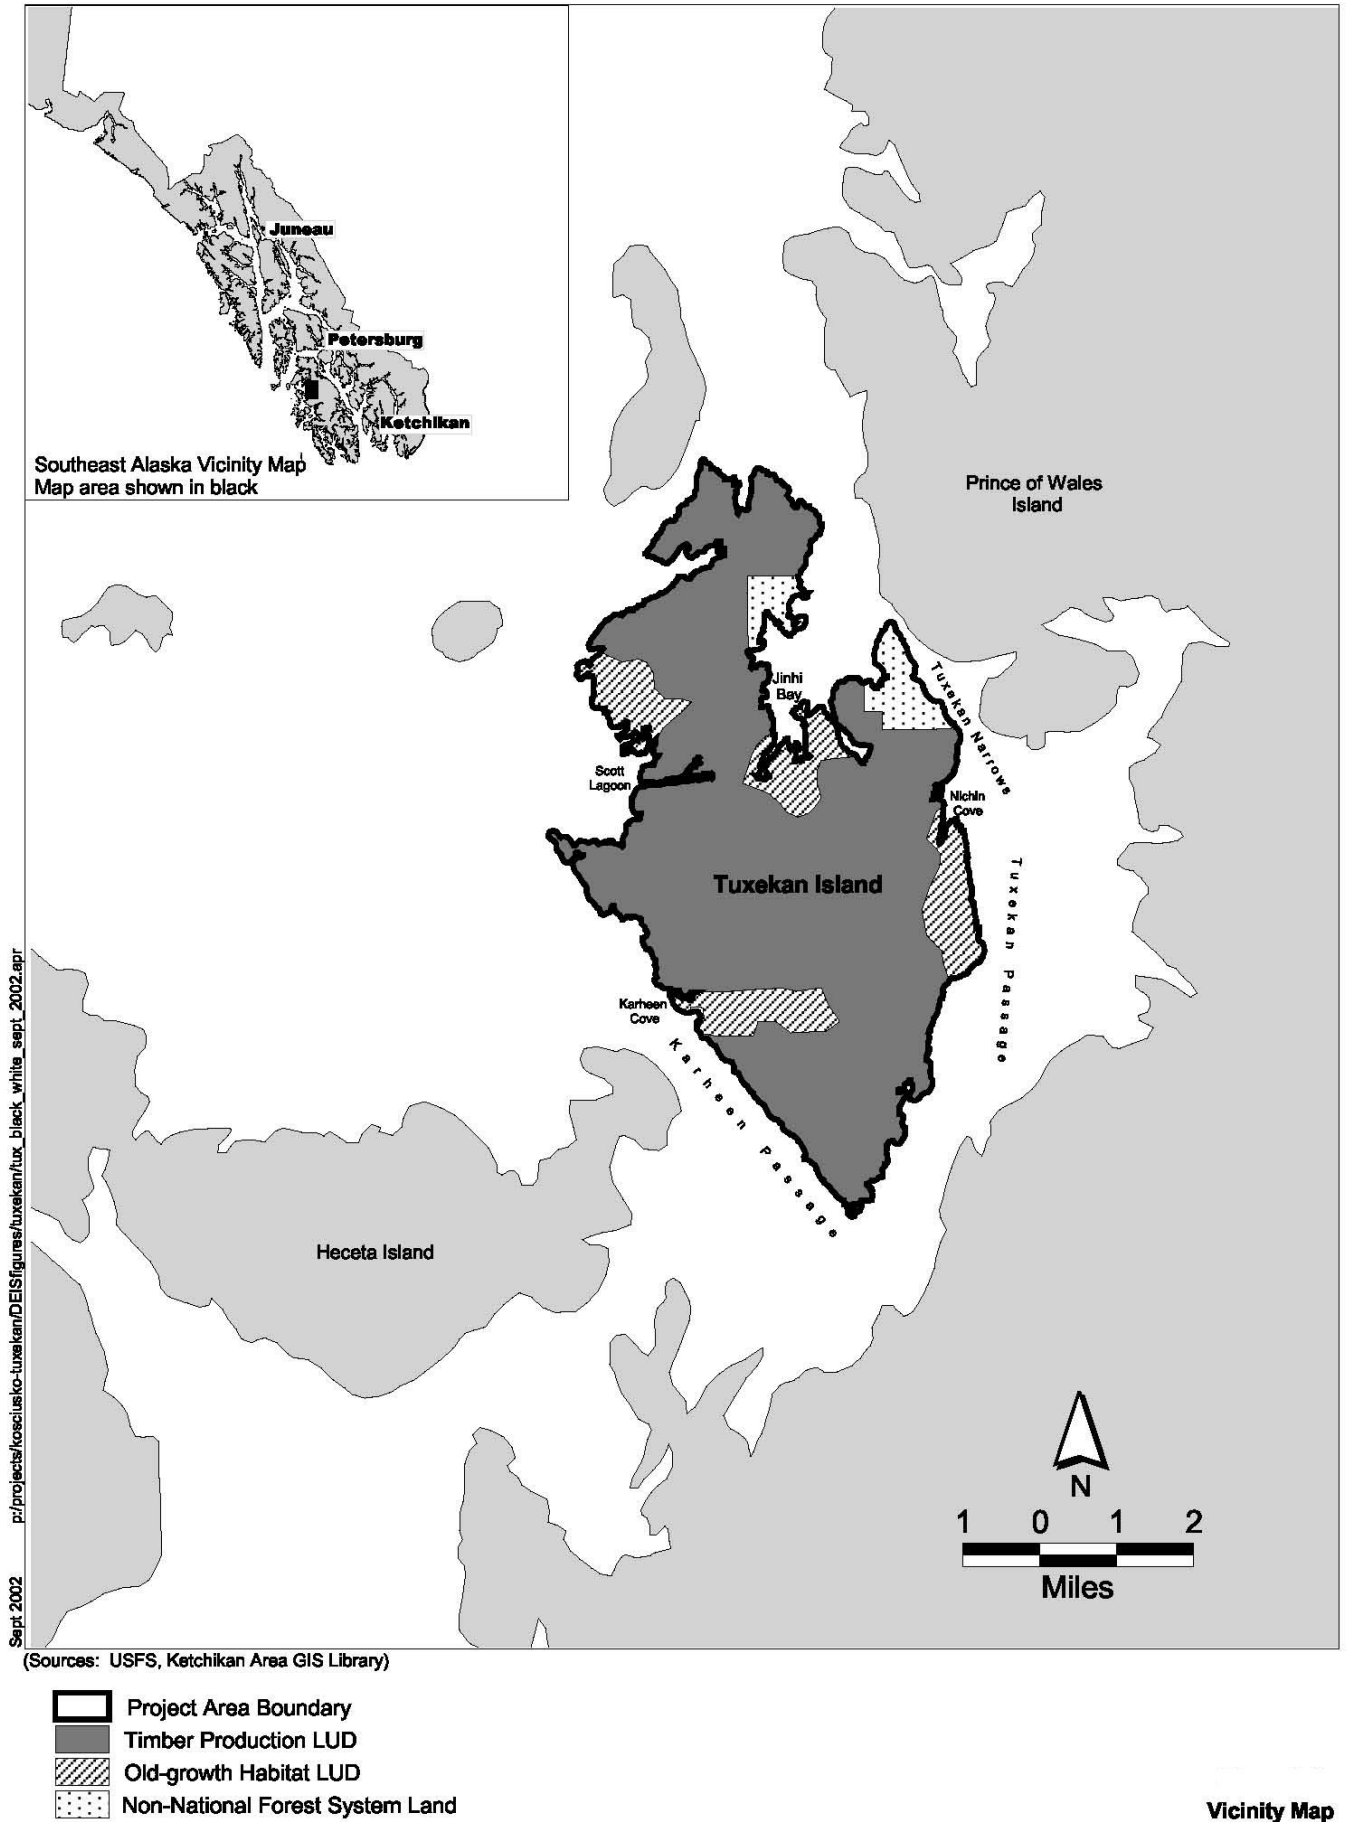 Juneau
Petersburg
Ketchikan
Southeast Alaska Vicinity Map
Map area shown in black
Prince of Wales
Island
Jinhi
Bay
Tuxekan Narrows
Scott
Lagoon
Nichin
Cove
Tuxekan Island
Tuxekan Passage
Karheen
Cove
Karheen Passage
Heceta Island
N
1 0 1 2
Miles
Sept 2002 p:/projects/kosciusko-tuxekan/DEISfigures/tuxekan/tux_black_white_sept_2002.apr
(Sources: USFS, Ketchikan Area GIS Library)
Project Area Boundary
Timber Production LUD
Old-growth Habitat LUD
Non-National Forest System Land
Vicinity Map